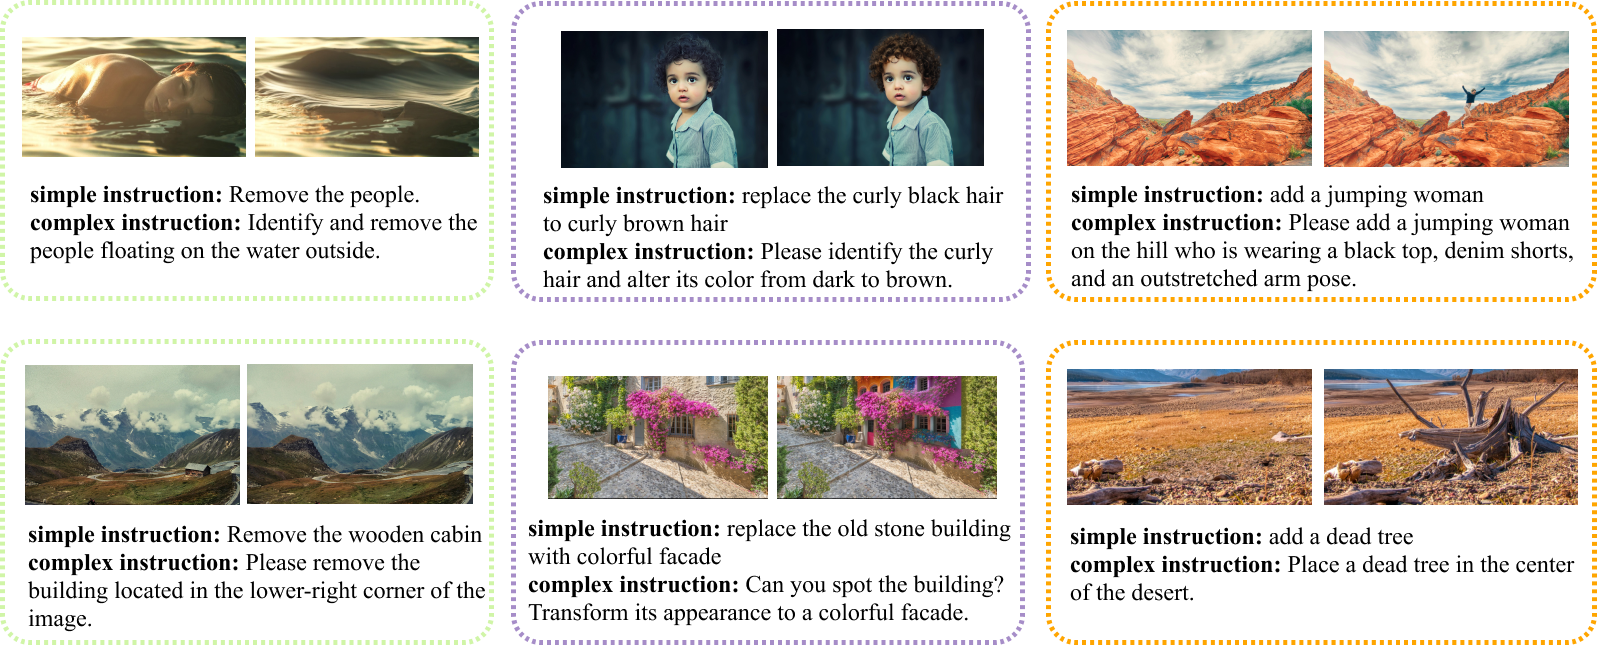 simple instruction: Remove the people.
complex instruction: Identify and remove the
people floating on the water outside.
simple instruction: replace the curly black hair
to curly brown hair
complex instruction: Please identify the curly
hair and alter its color from dark to brown.
simple instruction: add a jumping woman
complex instruction: Please add a jumping woman
on the hill who is wearing a black top, denim shorts,
and an outstretched arm pose.
simple instruction: Remove the wooden cabin
complex instruction: Please remove the
building located in the lower-right corner of the
image.
simple instruction: replace the old stone building
with colorful facade
complex instruction: Can you spot the building?
Transform its appearance to a colorful facade.
simple instruction: add a dead tree
complex instruction: Place a dead tree in the center
of the desert.